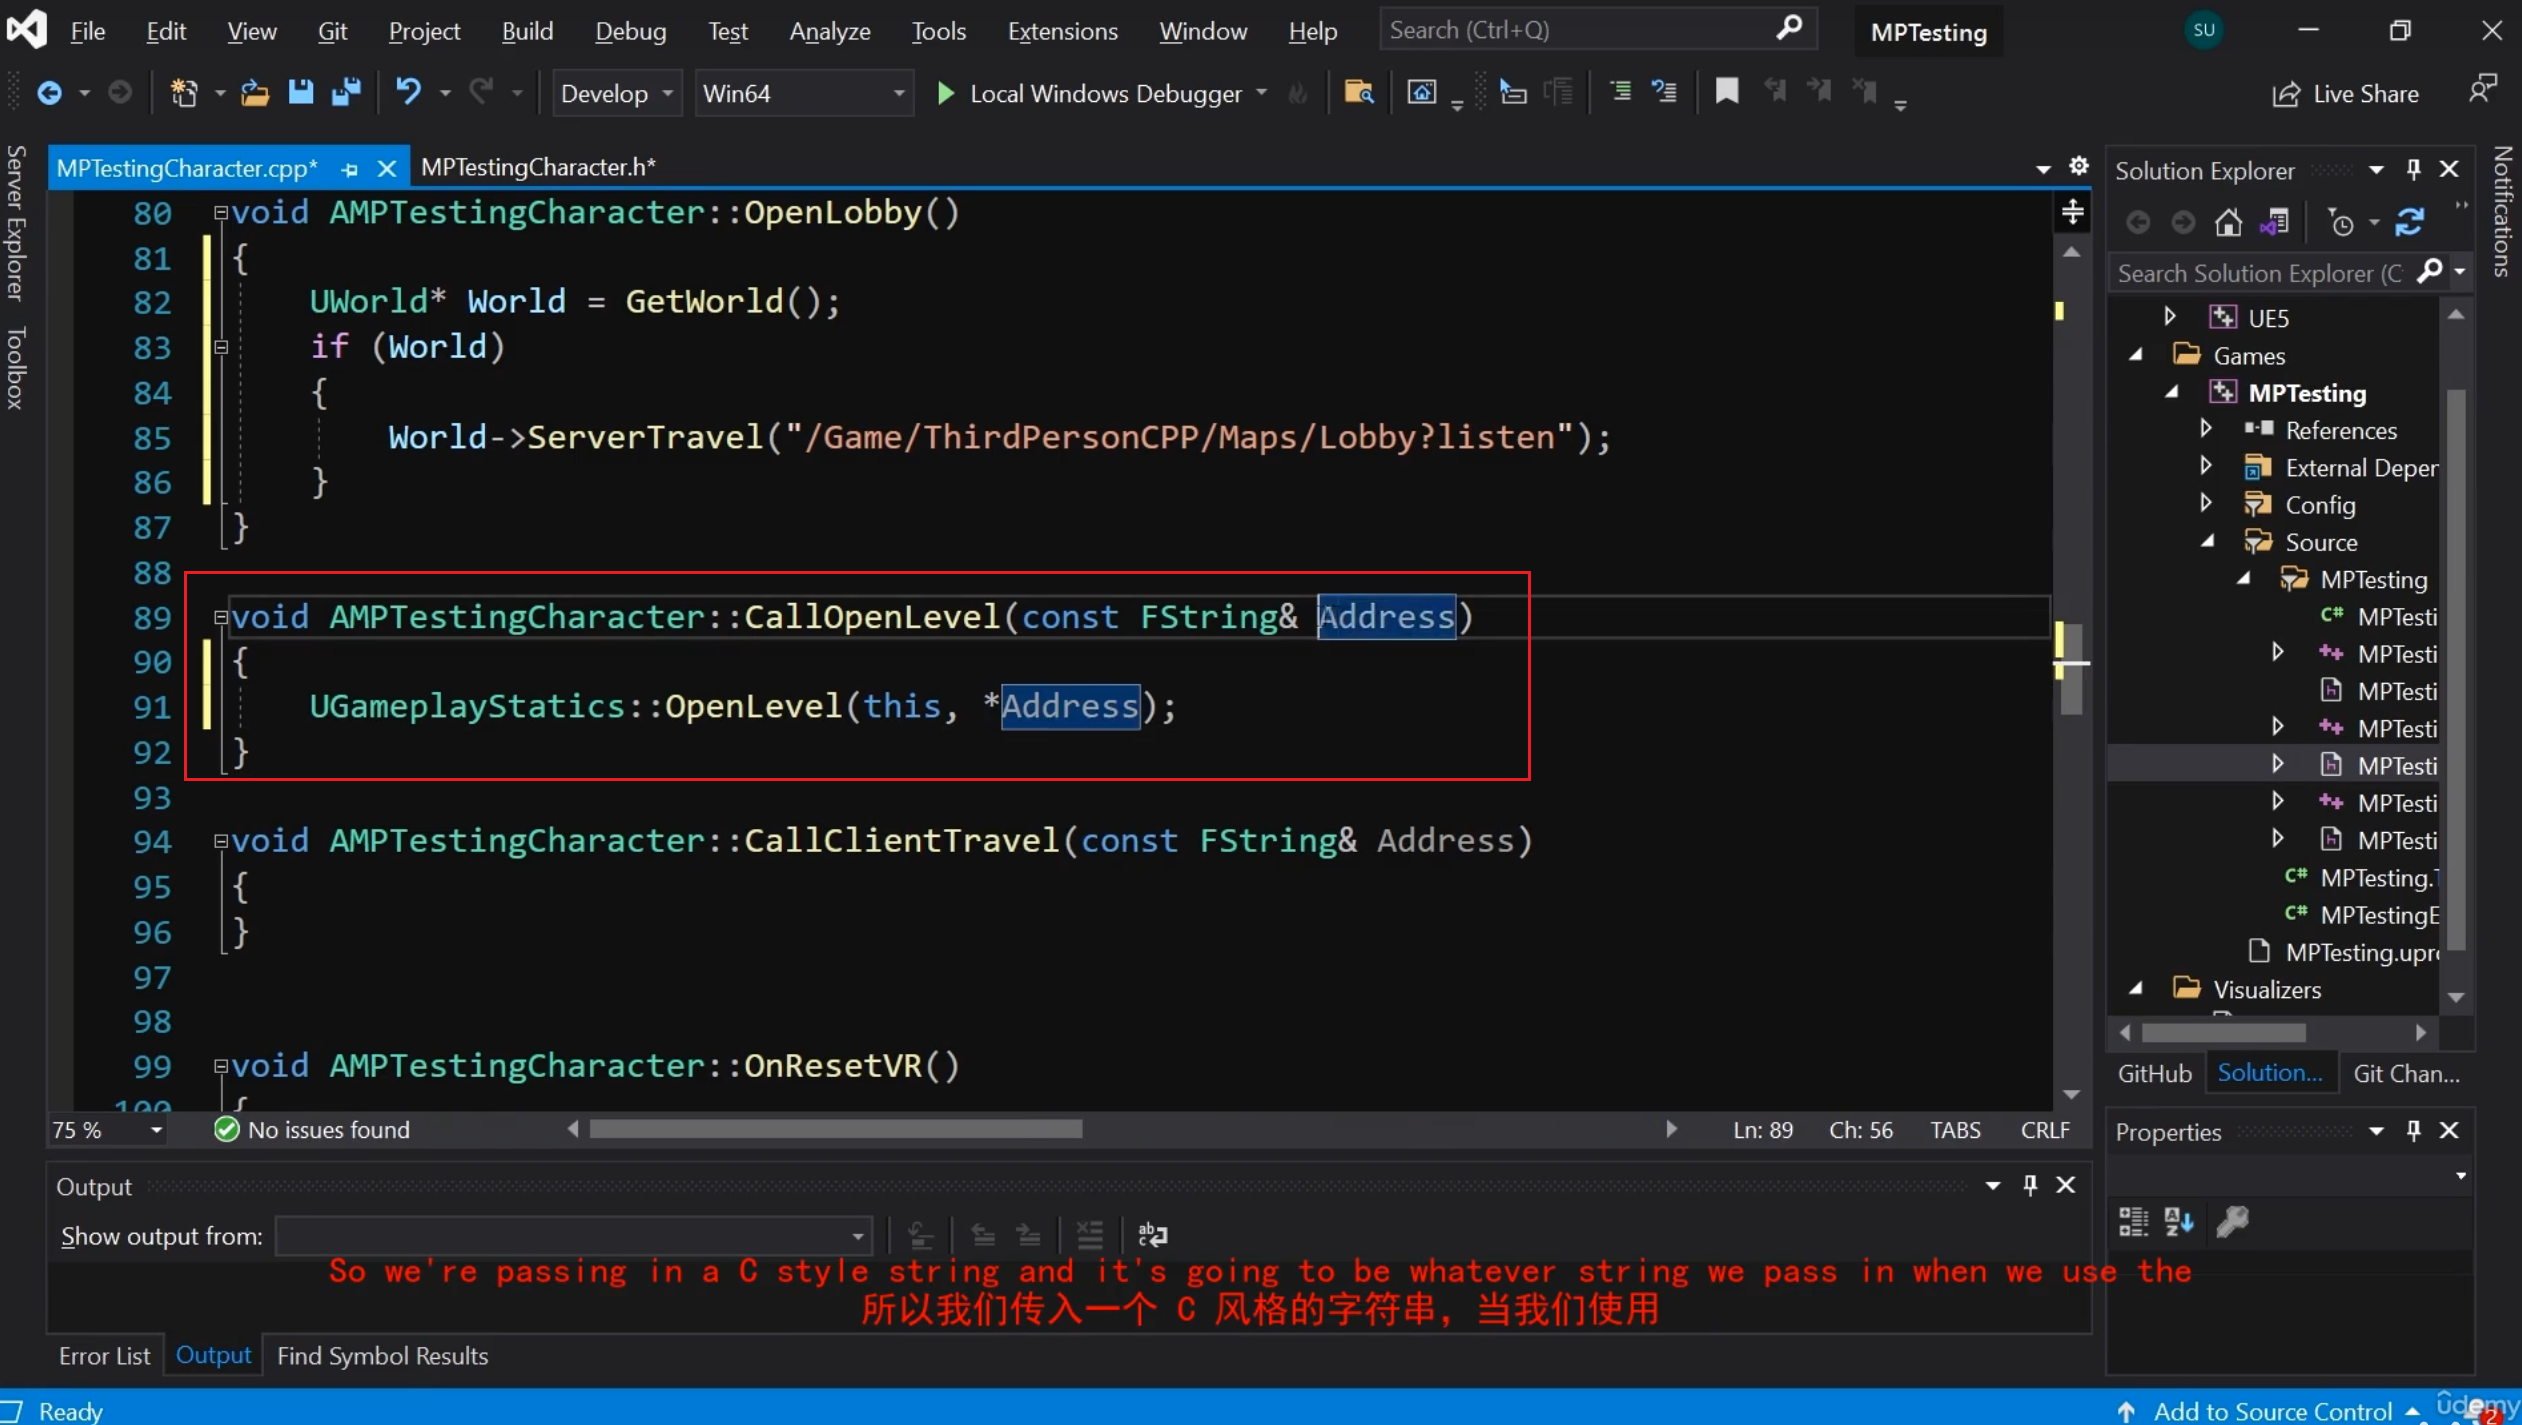 File Edit View Git Project Build Debug Test Analyze Tools Extensions Window Help Search (Ctrl+Q) MPTesting SU
Develop Win64 Local Windows Debugger Live Share
Server Explorer
Toolbox
Notifications
MPTestingCharacter.cpp* MPTestingCharacter.h*
80 void AMPTestingCharacter::OpenLobby()
81 {
82 UWorld* World = GetWorld();
83 if (World)
84 {
85 World->ServerTravel("/Game/ThirdPersonCPP/Maps/Lobby?listen");
86 }
87 }
88
89 void AMPTestingCharacter::CallOpenLevel(const FString& Address)
90 {
91 UGameplayStatics::OpenLevel(this, *Address);
92 }
93
94 void AMPTestingCharacter::CallClientTravel(const FString& Address)
95 {
96 }
97
98
99 void AMPTestingCharacter::OnResetVR()
100 {
75 % No issues found Ln: 89 Ch: 56 TABS CRLF
Solution Explorer
Search Solution Explorer (C
UE5
Games
MPTesting
References
External Deper
Config
Source
MPTesting
C# MPTesti
MPTesti
MPTesti
MPTesti
MPTesti
MPTesti
MPTesti
C# MPTesting.
C# MPTestingE
MPTesting.upr
Visualizers
GitHub Solution... Git Chan...
Properties
Output
Show output from:
So we're passing in a C style string and it's going to be whatever string we pass in when we use the
所以我们传入一个 C 风格的字符串，当我们使用
Error List Output Find Symbol Results
Ready Add to Source Control 2
ûdemy